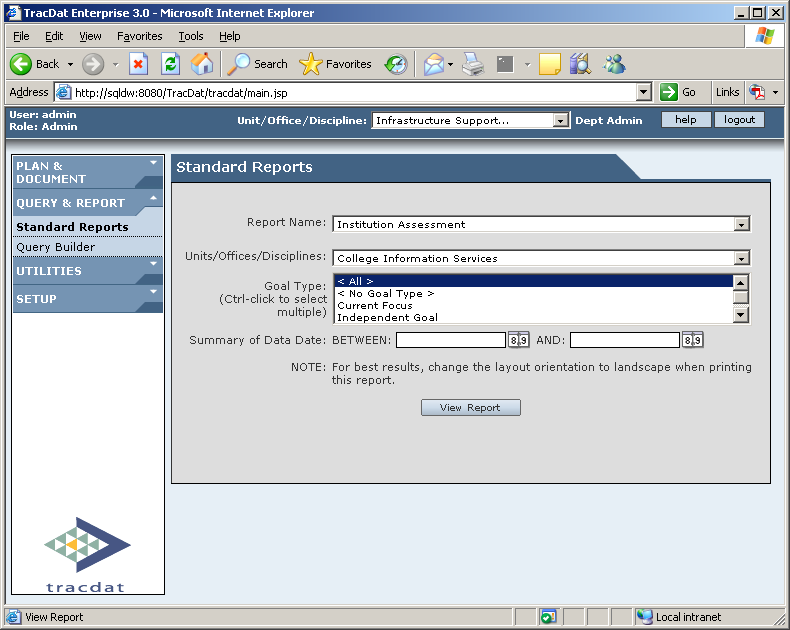 TracDat Enterprise 3.0 - Microsoft Internet Explorer
File Edit View Favorites Tools Help
Back Search Favorites
Address http://sqldw:8080/TracDat/tracdat/main.jsp Go Links
User: admin
Role: Admin
Unit/Office/Discipline: Infrastructure Support... Dept Admin help logout
PLAN &
DOCUMENT
QUERY & REPORT
Standard Reports
Query Builder
UTILITIES
SETUP
tracdat
Standard Reports
Report Name: Institution Assessment
Units/Offices/Disciplines: College Information Services
Goal Type:
(Ctrl-click to select
multiple)
< All >
< No Goal Type >
Current Focus
Independent Goal
Summary of Data Date: BETWEEN: 8,9 AND: 8,9
NOTE: For best results, change the layout orientation to landscape when printing
this report.
View Report
View Report Local intranet